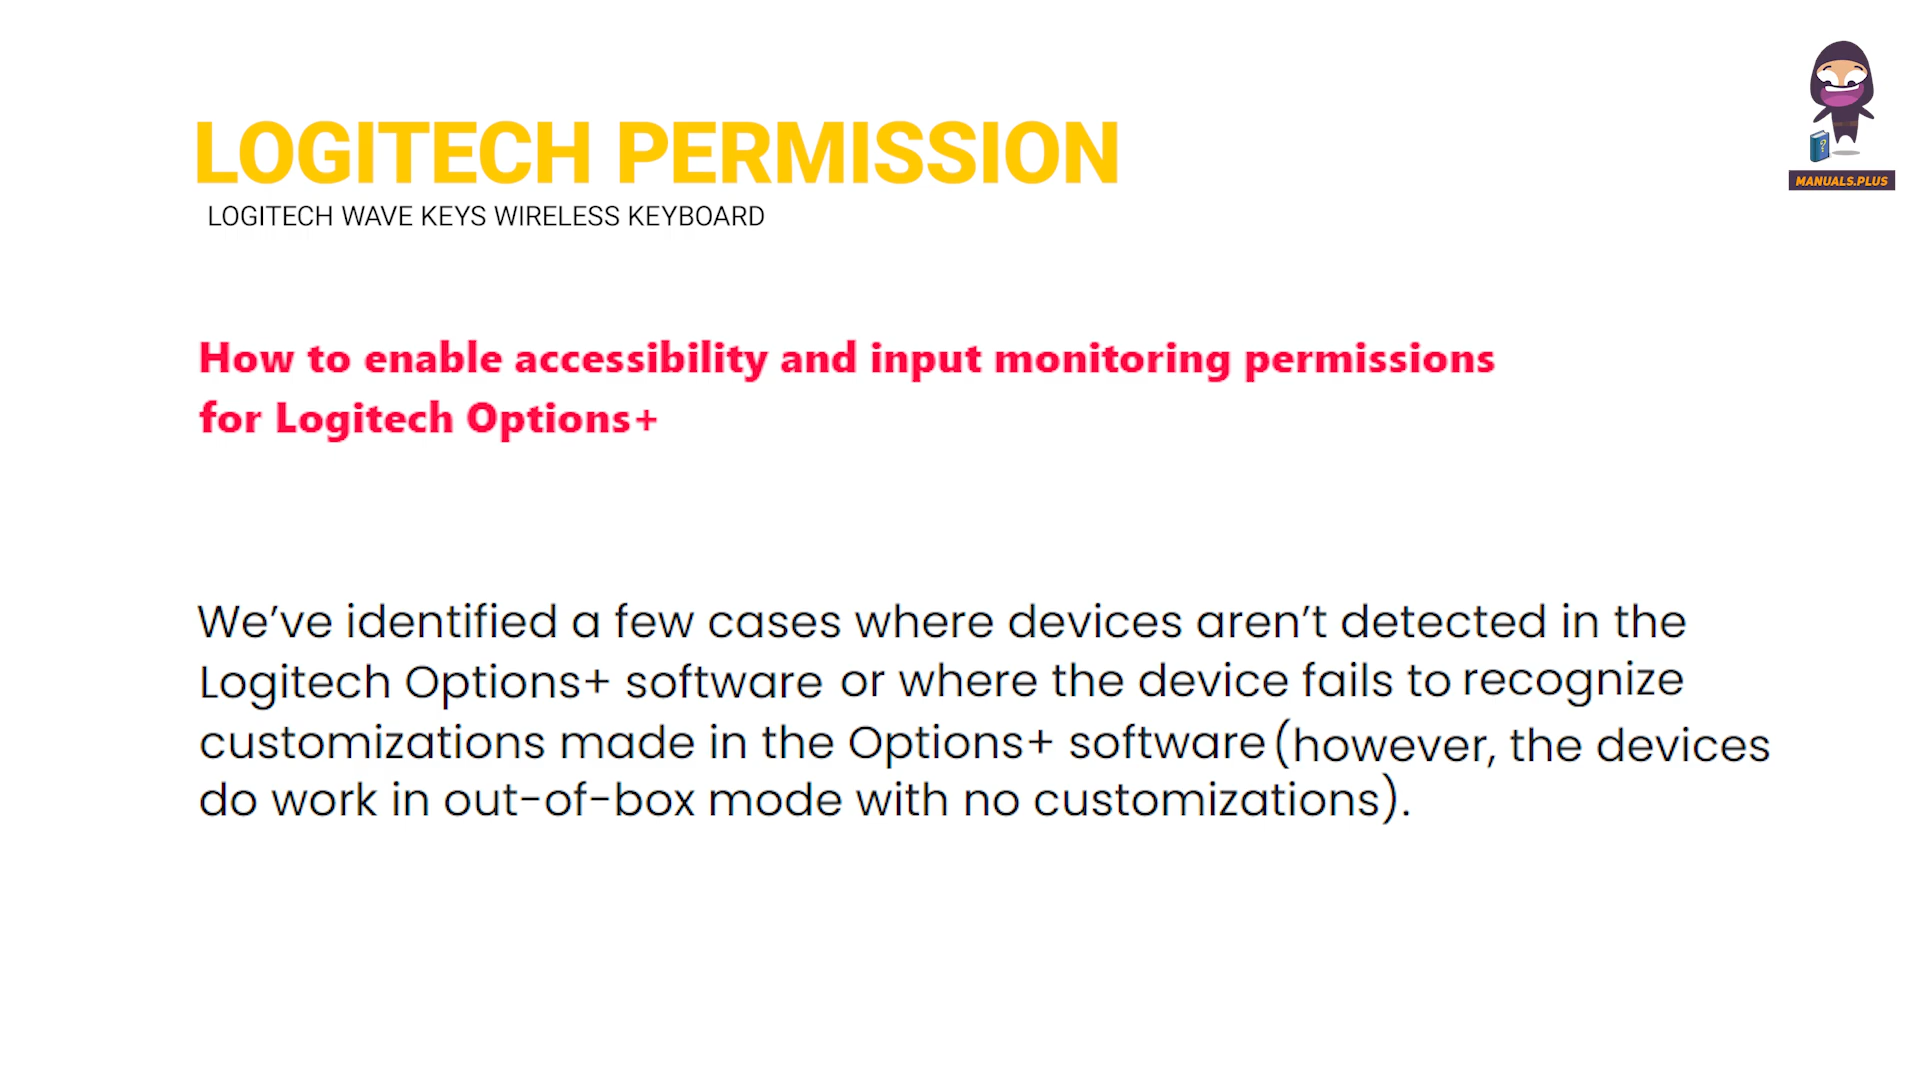 LOGITECH PERMISSION
LOGITECH WAVE KEYS WIRELESS KEYBOARD
MANUALS.PLUS
How to enable accessibility and input monitoring permissions
for Logitech Options+
We’ve identified a few cases where devices aren’t detected in the
Logitech Options+ software or where the device fails to recognize
customizations made in the Options+ software (however, the devices
do work in out-of-box mode with no customizations).